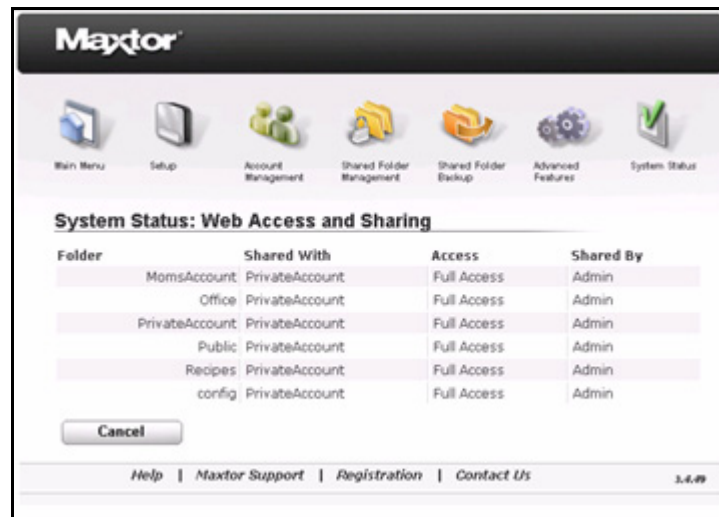 Maxtor
Main Menu
Setup
Account Management
Shared Folder Management
Shared Folder Backup
Advanced Features
System Status
System Status: Web Access and Sharing
Folder Shared With Access Shared By
MomsAccount PrivateAccount Full Access Admin
Office PrivateAccount Full Access Admin
PrivateAccount PrivateAccount Full Access Admin
Public PrivateAccount Full Access Admin
Recipes PrivateAccount Full Access Admin
config PrivateAccount Full Access Admin
Cancel
Help | Maxtor Support | Registration | Contact Us